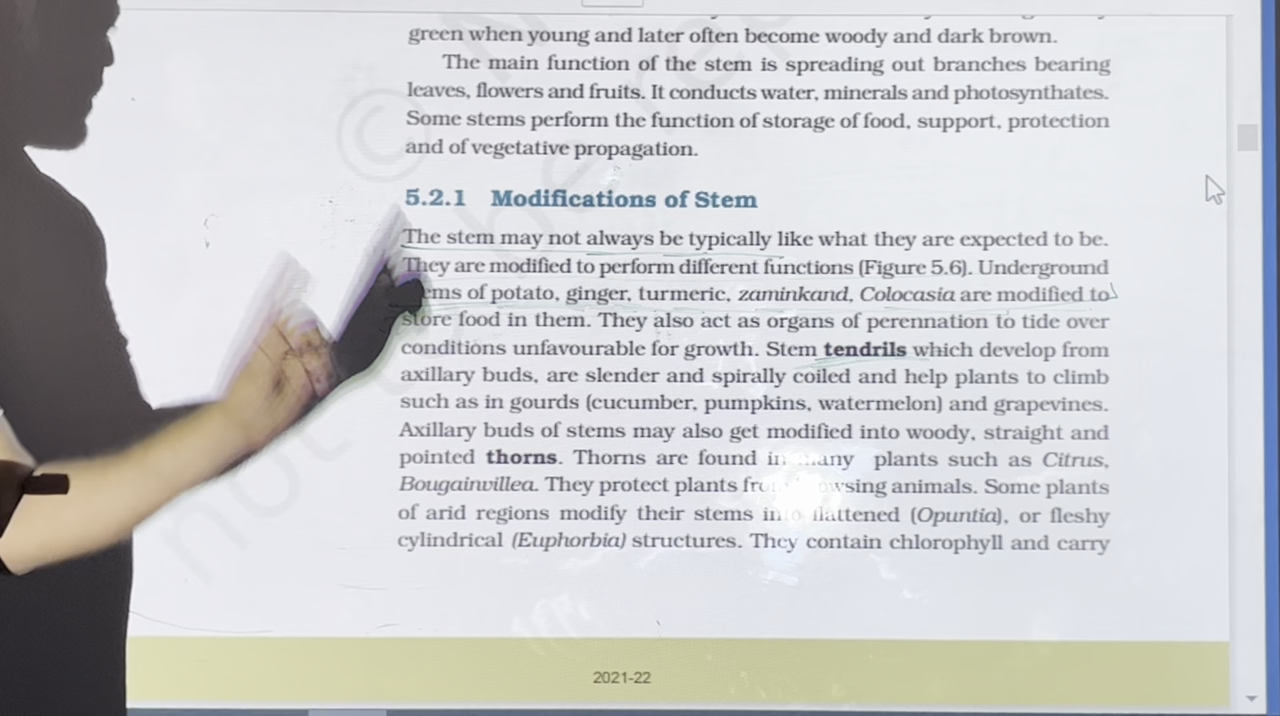 green when young and later often become woody and dark brown.
The main function of the stem is spreading out branches bearing
leaves, flowers and fruits. It conducts water, minerals and photosynthates.
Some stems perform the function of storage of food, support, protection
and of vegetative propagation.
5.2.1 Modifications of Stem
The stem may not always be typically like what they are expected to be.
They are modified to perform different functions (Figure 5.6). Underground
of potato, ginger, turmeric, zaminkand, Colocasia are modified to
store food in them. They also act as organs of perennation to tide over
conditions unfavourable for growth. Stem tendrils which develop from
axillary buds, are slender and spirally coiled and help plants to climb
such as in gourds (cucumber, pumpkins, watermelon) and grapevines.
Axillary buds of stems may also get modified into woody, straight and
pointed thorns. Thorns are found in many plants such as Citrus,
Bougainvillea. They protect plants animals. Some plants
of arid regions modify their stems into flattened (Opuntia), or fleshy
cylindrical (Euphorbia) structures. They contain chlorophyll and carry
2021-22